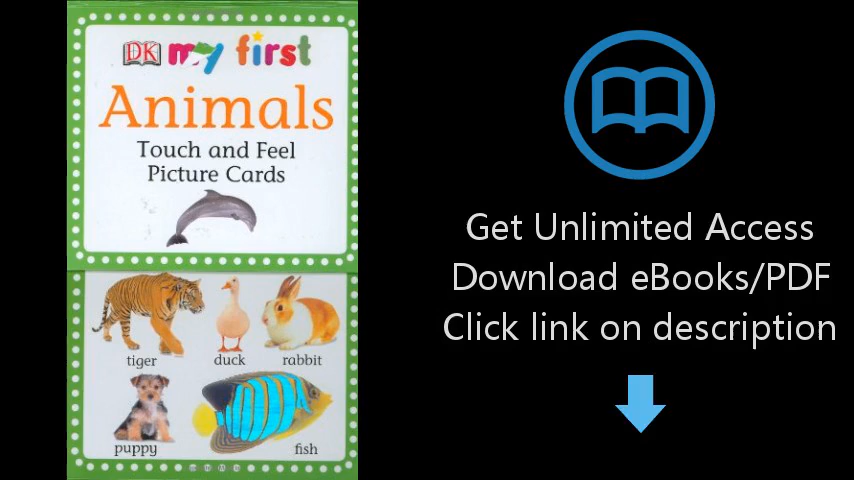 DK my first
Animals
Touch and Feel
Picture Cards
tiger
duck
rabbit
puppy
fish
Get Unlimited Access
Download eBooks/PDF
Click link on description